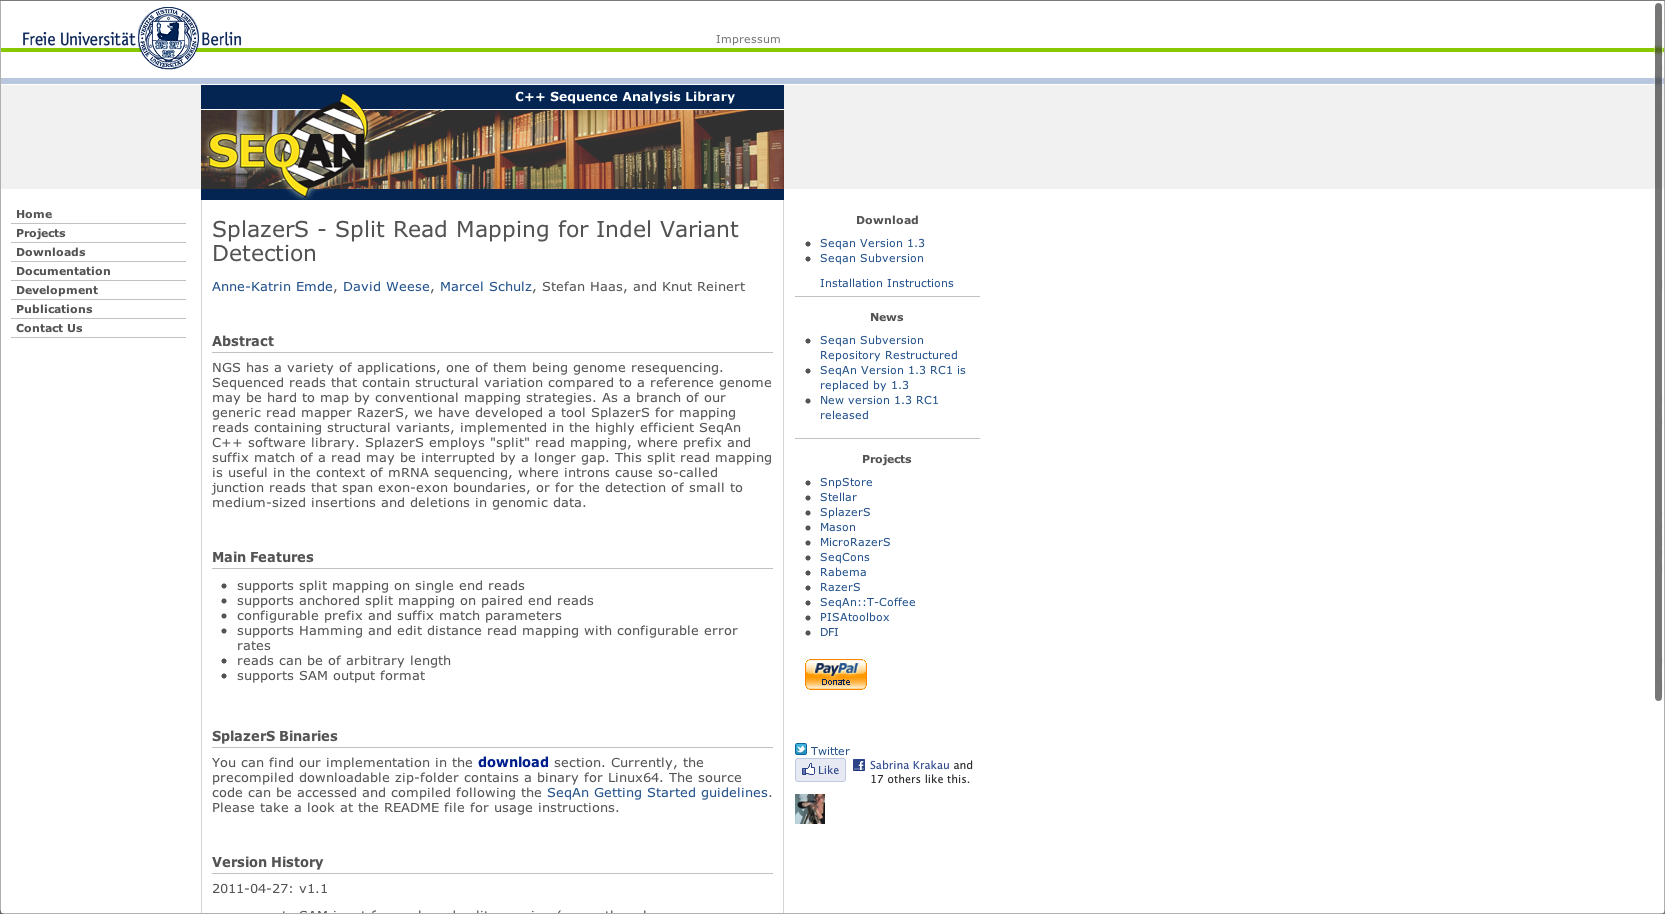 Freie Universität Berlin
Impressum
C++ Sequence Analysis Library
SEQAN
Home
Projects
Downloads
Documentation
Development
Publications
Contact Us
SplazerS - Split Read Mapping for Indel Variant
Detection
Anne-Katrin Emde, David Weese, Marcel Schulz, Stefan Haas, and Knut Reinert
Abstract
NGS has a variety of applications, one of them being genome resequencing.
Sequenced reads that contain structural variation compared to a reference genome
may be hard to map by conventional mapping strategies. As a branch of our
generic read mapper RazerS, we have developed a tool SplazerS for mapping
reads containing structural variants, implemented in the highly efficient SeqAn
C++ software library. SplazerS employs "split" read mapping, where prefix and
suffix match of a read may be interrupted by a longer gap. This split read mapping
is useful in the context of mRNA sequencing, where introns cause so-called
junction reads that span exon-exon boundaries, or for the detection of small to
medium-sized insertions and deletions in genomic data.
Main Features
supports split mapping on single end reads
supports anchored split mapping on paired end reads
configurable prefix and suffix match parameters
supports Hamming and edit distance read mapping with configurable error
rates
reads can be of arbitrary length
supports SAM output format
SplazerS Binaries
You can find our implementation in the download section. Currently, the
precompiled downloadable zip-folder contains a binary for Linux64. The source
code can be accessed and compiled following the SeqAn Getting Started guidelines.
Please take a look at the README file for usage instructions.
Version History
2011-04-27: v1.1
Download
Seqan Version 1.3
Seqan Subversion
Installation Instructions
News
Seqan Subversion
Repository Restructured
SeqAn Version 1.3 RC1 is
replaced by 1.3
New version 1.3 RC1
released
Projects
SnpStore
Stellar
SplazerS
Mason
MicroRazerS
SeqCons
Rabema
RazerS
SeqAn::T-Coffee
PISAtoolbox
DFI
PayPal
Donate
Twitter
Like
Sabrina Krakau and
17 others like this.